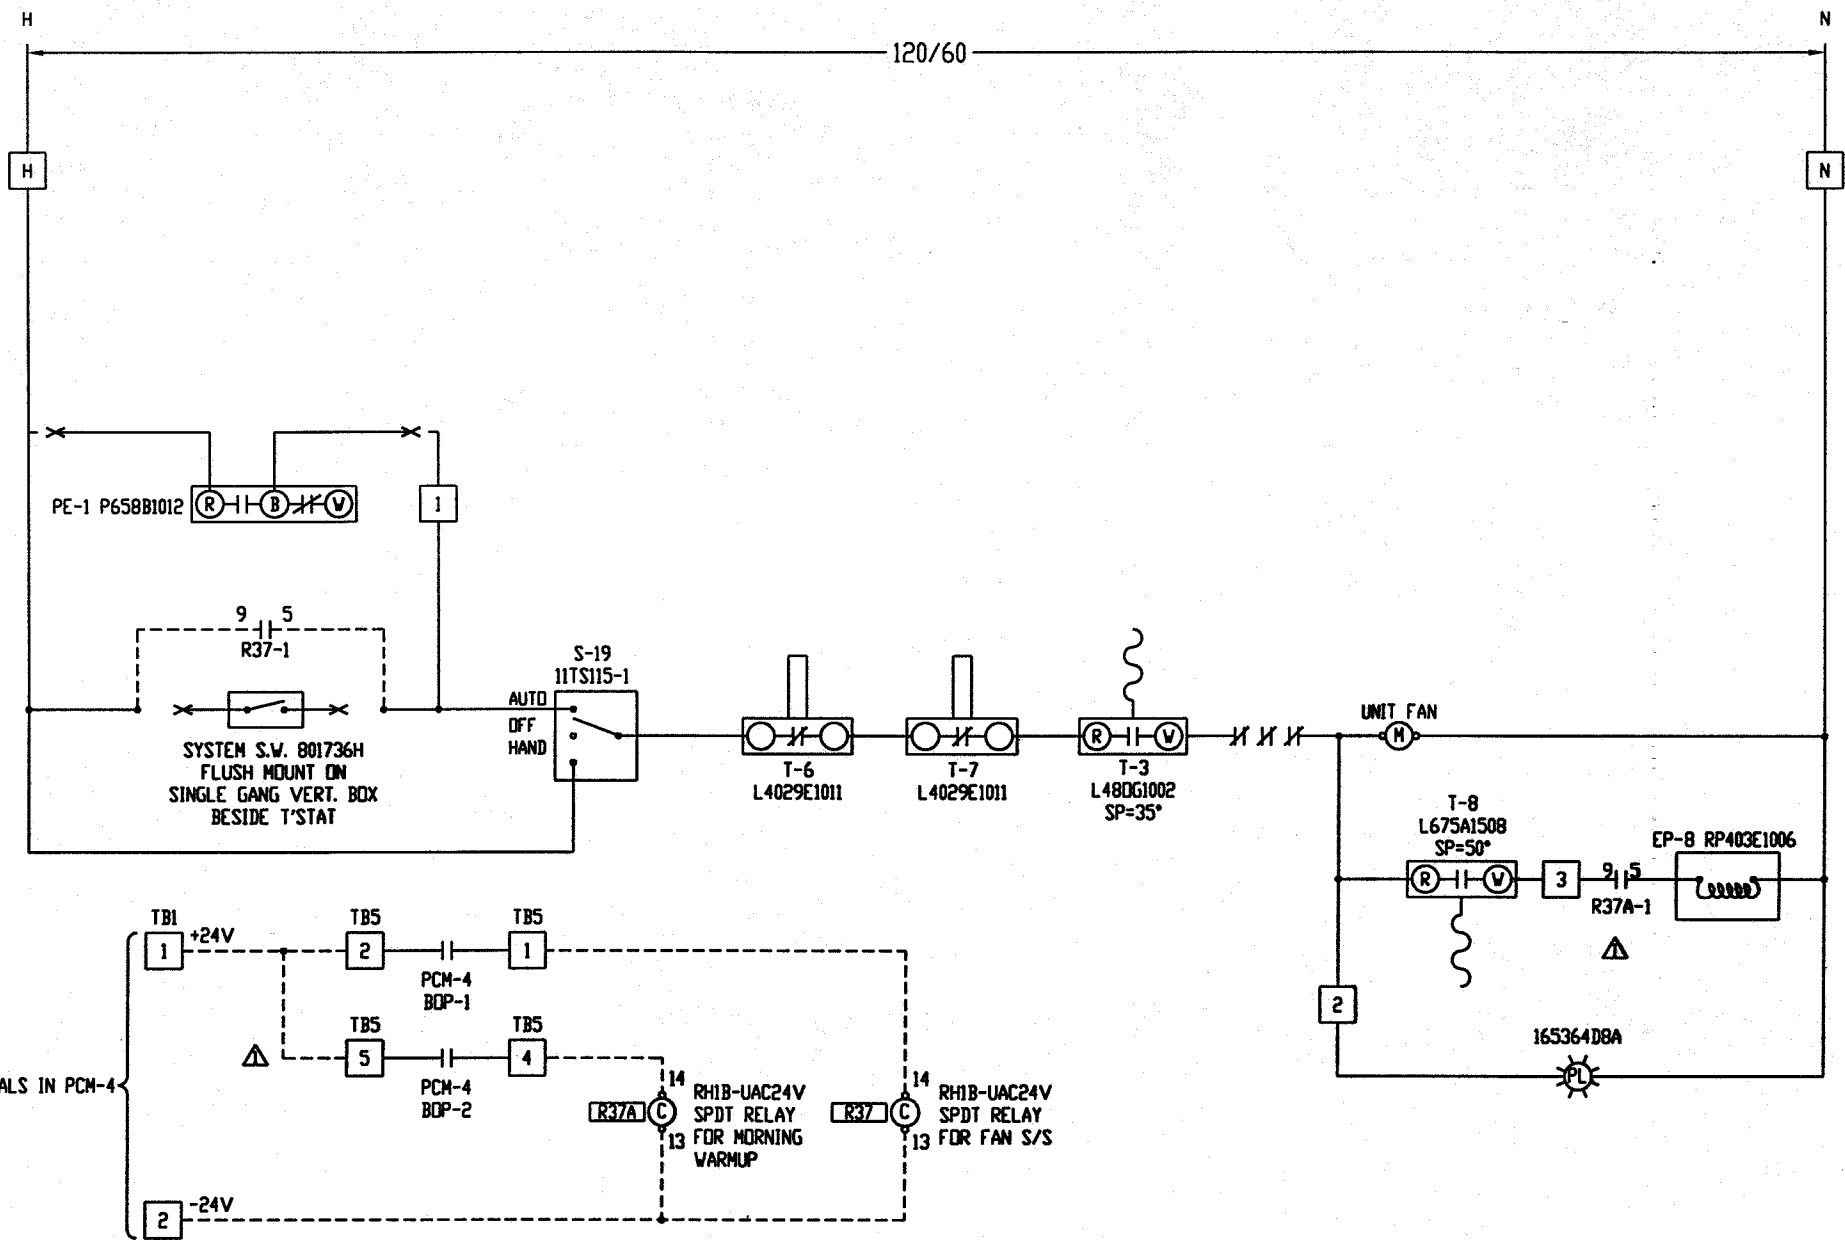 H
N
120/60
H
N
PE-1 P658B1012
R
B
W
1
9 5
R37-1
S-19
11TS115-1
AUTO
OFF
HAND
SYSTEM S.W. 801736H
FLUSH MOUNT ON
SINGLE GANG VERT. BOX
BESIDE T'STAT
T-6
L4029E1011
T-7
L4029E1011
R
W
T-3
L480G1002
SP=35°
UNIT FAN
M
T-8
L675A1508
SP=50°
R
W
3
9 5
R37A-1
1
EP-8 RP403E1006
2
165364D8A
PL
TB1
1
+24V
TB5
2
PCM-4
BOP-1
TB5
1
1
TB5
5
PCM-4
BOP-2
TB5
4
ALS IN PCM-4
R37A
C
14
13
RH1B-UAC24V
SPDT RELAY
FOR MORNING
WARMUP
R37
C
14
13
RH1B-UAC24V
SPDT RELAY
FOR FAN S/S
2
-24V